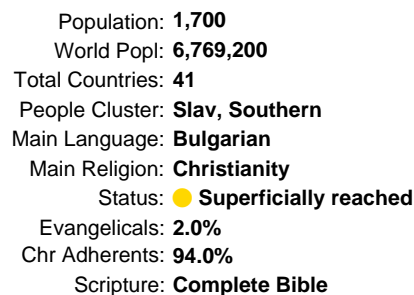 Population: 1,700
World Popl: 6,769,200
Total Countries: 41
People Cluster: Slav, Southern
Main Language: Bulgarian
Main Religion: Christianity
Status: Superficially reached
Evangelicals: 2.0%
Chr Adherents: 94.0%
Scripture: Complete Bible